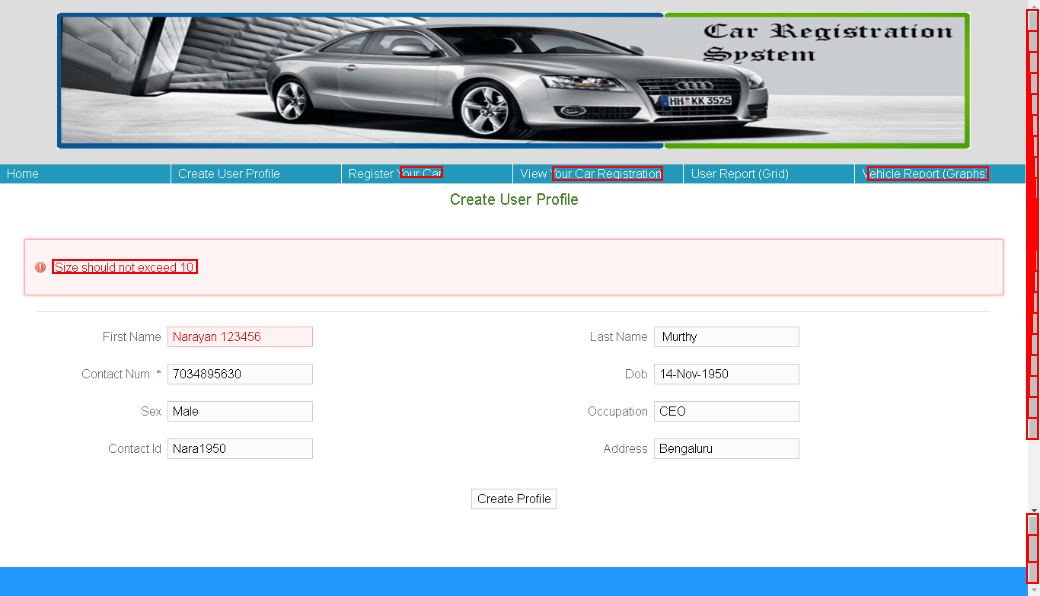 Car Registration
System
HH KK 3525
Home
Create User Profile
Register Your Car
View Your Car Registration
User Report (Grid)
Vehicle Report (Graphs)
Create User Profile
Size should not exceed 10
First Name Narayan 123456
Last Name Murthy
Contact Num * 7034895630
Dob 14-Nov-1950
Sex Male
Occupation CEO
Contact Id Nara1950
Address Bengaluru
Create Profile